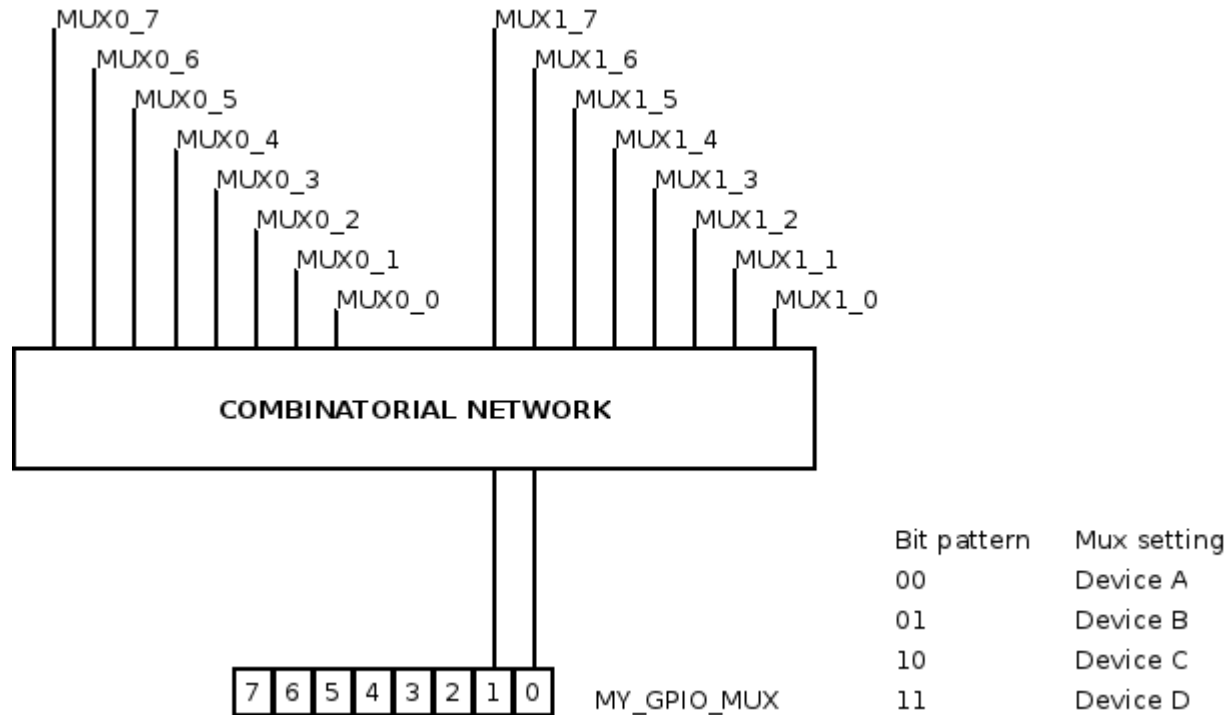 MUX0_7 MUX1_7
MUX0_6 MUX1_6
MUX0_5 MUX1_5
MUX0_4 MUX1_4
MUX0_3 MUX1_3
MUX0_2 MUX1_2
MUX0_1 MUX1_1
MUX0_0 MUX1_0
COMBINATORIAL NETWORK
Bit pattern Mux setting
00 Device A
01 Device B
10 Device C
7 6 5 4 3 2 1 0 MY_GPIO_MUX 11 Device D